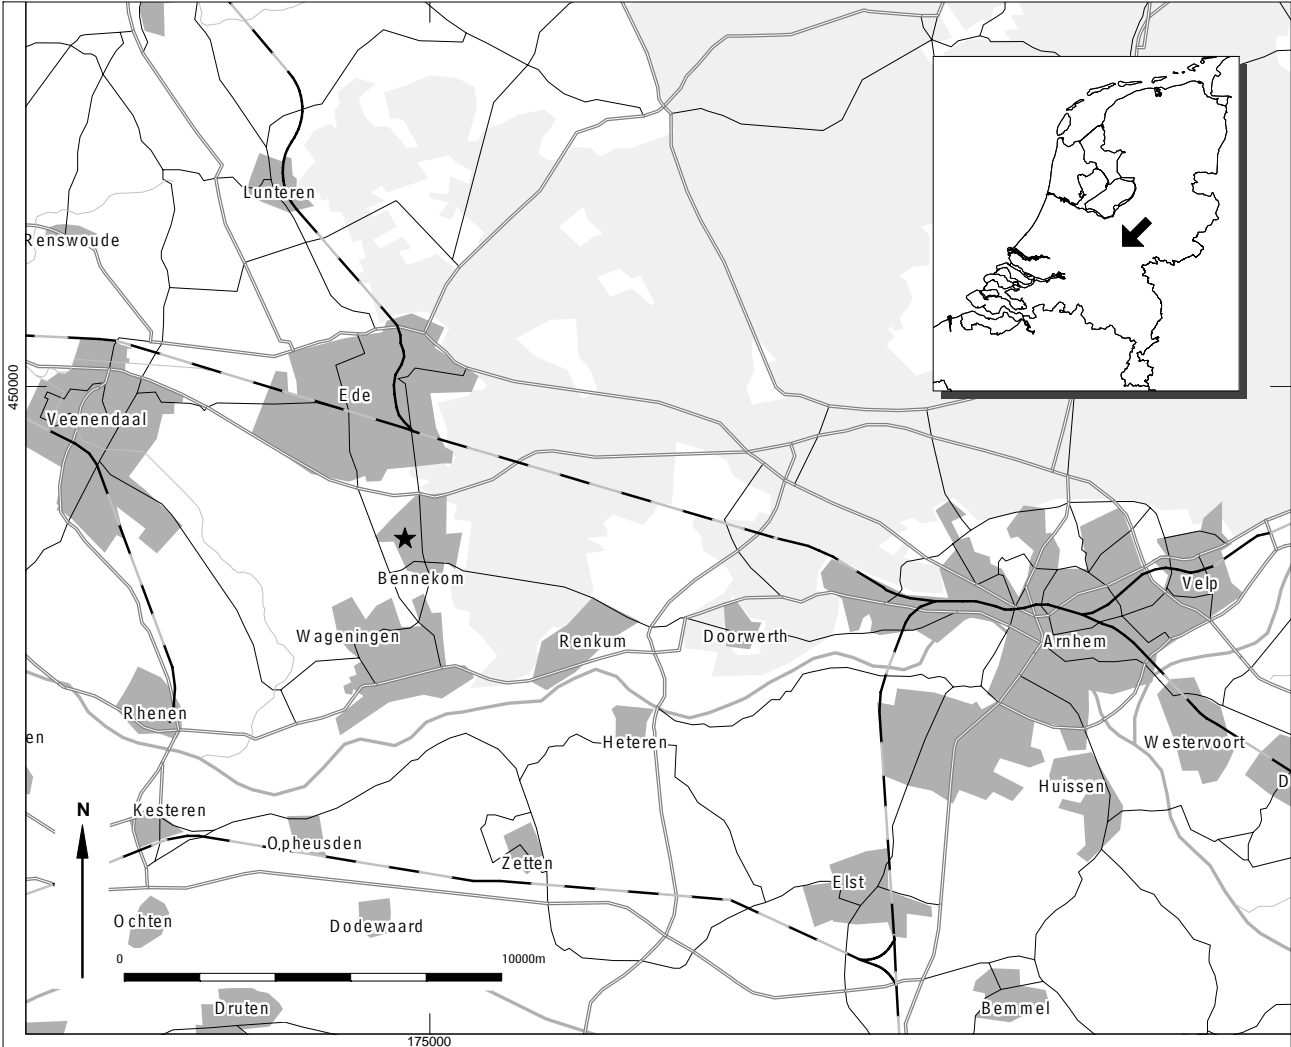 Lunteren
Renswoude
450000
Ede
Veenendaal
Bennekom
Velp
Wageningen
Renkum
Doorwerth
Arnhem
Rhenen
en
Heteren
Westervoort
Huissen
D
N
Kesteren
Opheusden
Zetten
Elst
Ochten
Dodewaard
0 10000m
Druten
Bemmel
175000